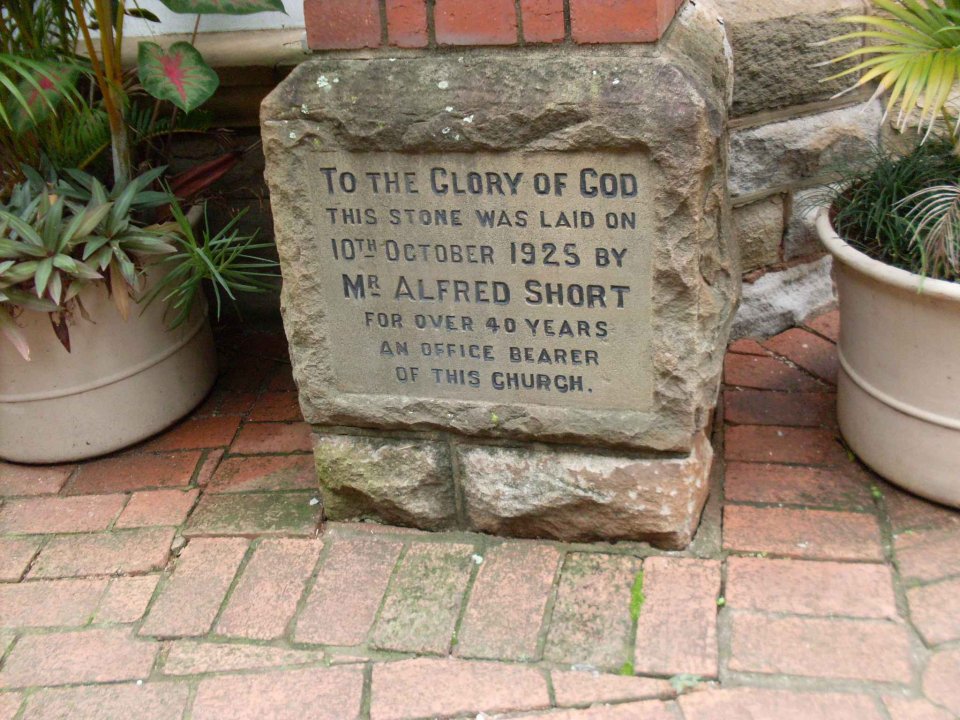 TO THE GLORY OF GOD
THIS STONE WAS LAID ON
10TH OCTOBER 1925 BY
MR ALFRED SHORT
FOR OVER 40 YEARS
AN OFFICE BEARER
OF THIS CHURCH.